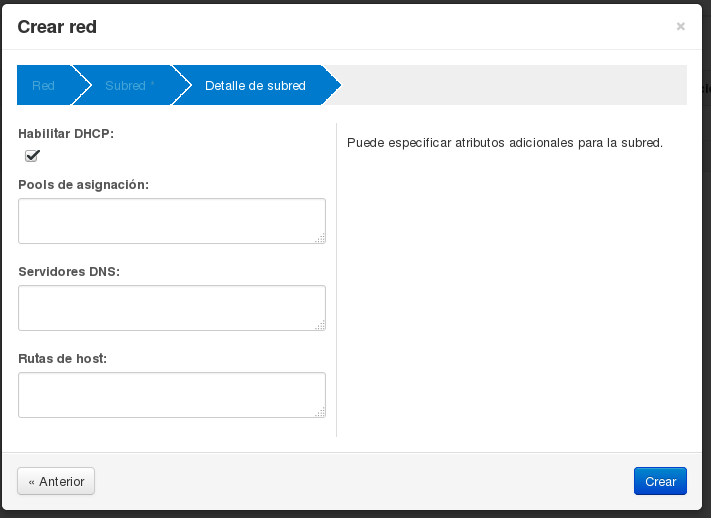 Crear red
×
Red
Subred *
Detalle de subred
Habilitar DHCP:
Puede especificar atributos adicionales para la subred.
Pools de asignación:
Servidores DNS:
Rutas de host:
« Anterior
Crear